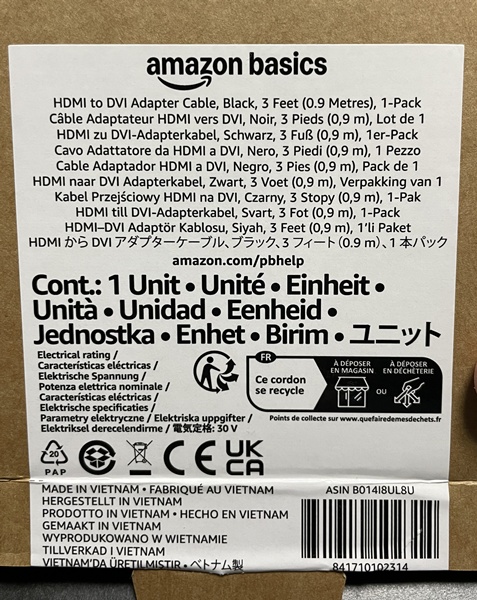 amazon basics
HDMI to DVI Adapter Cable, Black, 3 Feet (0.9 Metres), 1-Pack
Câble Adaptateur HDMI vers DVI, Noir, 3 Pieds (0,9 m), Lot de 1
HDMI zu DVI-Adapterkabel, Schwarz, 3 Fuß (0,9 m), 1er-Pack
Cavo Adattatore da HDMI a DVI, Nero, 3 Piedi (0,9 m), 1 Pezzo
Cable Adaptador HDMI a DVI, Negro, 3 Pies (0,9 m), Pack de 1
HDMI naar DVI Adapterkabel, Zwart, 3 Voet (0,9 m), Verpakking van 1
Kabel Przejściowy HDMI na DVI, Czarny, 3 Stopy (0,9 m), 1-Pak
HDMI till DVI-Adapterkabel, Svart, 3 Fot (0,9 m), 1-Pack
HDMI–DVI Adaptör Kablosu, Siyah, 3 Feet (0,9 m), 1'li Paket
HDMI から DVI アダプターケーブル、ブラック、3 フィート (0.9 m)、1 本パック
amazon.com/pbhelp
Cont.: 1 Unit • Unité • Einheit •
Unità • Unidad • Eenheid •
Jednostka • Enhet • Birim • ユニット
Electrical rating /
Características eléctricas /
Elektrische Spannung /
Potenza elettrica nominale /
Características eléctricas /
Elektrische specificaties /
Parametry elektryczne / Elektriska uppgifter /
Elektriksel derecelendirme / 電気定格: 30 V
FR
Ce cordon
se recycle
À DÉPOSER
EN MAGASIN
OU
À DÉPOSER
EN DÉCHÈTERIE
Points de collecte sur www.quefairedemesdechets.fr
20
PAP
CE
UK
CA
MADE IN VIETNAM • FABRIQUÉ AU VIETNAM
HERGESTELLT IN VIETNAM
PRODOTTO IN VIETNAM • HECHO EN VIETNAM
GEMAAKT IN VIETNAM
WYPRODUKOWANO W WIETNAMIE
TILLVERKAD I VIETNAM
VIETNAM'DA ÜRETILMISTIR • ベトナム製
ASIN B014I8UL8U
841710102314